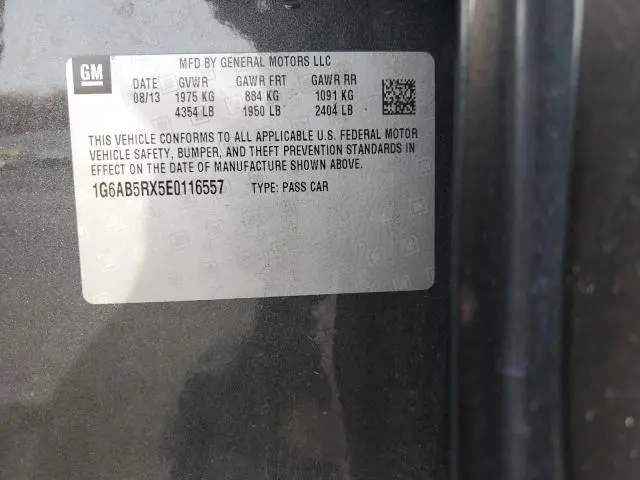 GM
MFD BY GENERAL MOTORS LLC
DATE GVWR GAWR FRT GAWR RR
08/13 1975 KG 884 KG 1091 KG
4354 LB 1950 LB 2404 LB
THIS VEHICLE CONFORMS TO ALL APPLICABLE U.S. FEDERAL MOTOR
VEHICLE SAFETY, BUMPER, AND THEFT PREVENTION STANDARDS IN
EFFECT ON THE DATE OF MANUFACTURE SHOWN ABOVE.
1G6AB5RX5E0116557 TYPE: PASS CAR